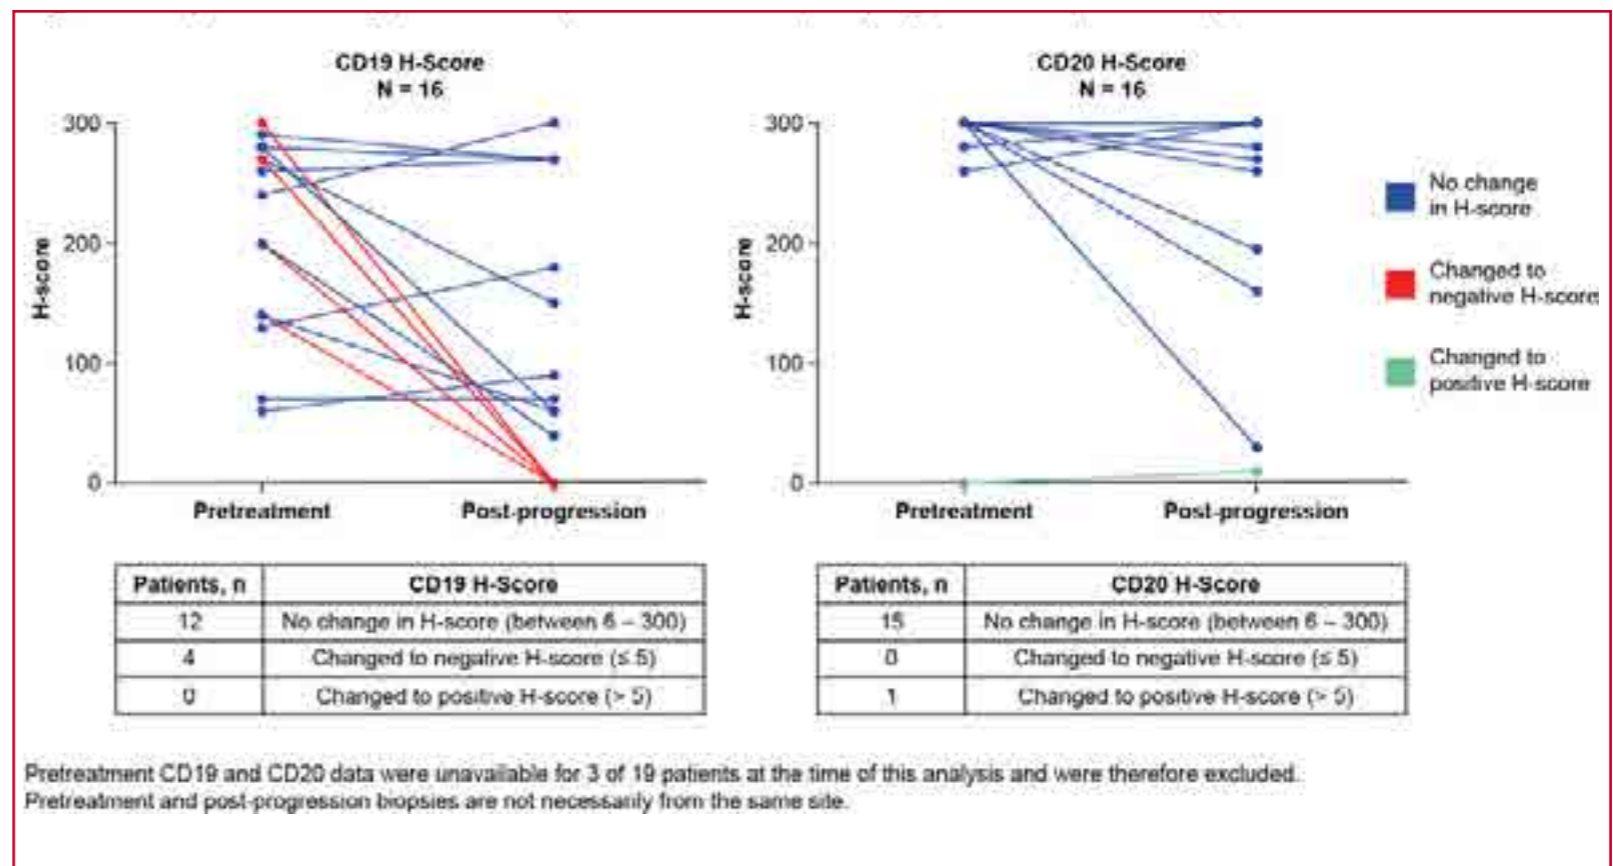 CD19 H-Score
N = 16
300
200
100
0
H-score
Pretreatment
Post-progression
CD20 H-Score
N = 16
300
200
100
0
H-score
Pretreatment
Post-progression
No change
in H-score
Changed to
negative H-score
Changed to
positive H-score
Patients, n CD19 H-Score
12 No change in H-score (between 6 – 300)
4 Changed to negative H-score (≤ 5)
0 Changed to positive H-score (> 5)
Patients, n CD20 H-Score
15 No change in H-score (between 6 – 300)
0 Changed to negative H-score (≤ 5)
1 Changed to positive H-score (> 5)
Pretreatment CD19 and CD20 data were unavailable for 3 of 19 patients at the time of this analysis and were therefore excluded.
Pretreatment and post-progression biopsies are not necessarily from the same site.